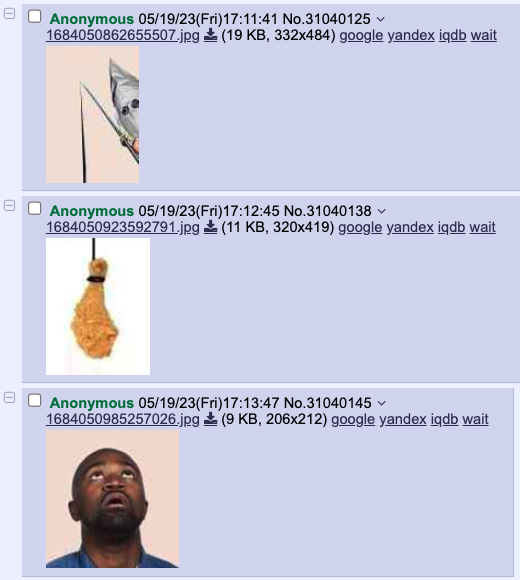 Anonymous 05/19/23(Fri)17:11:41 No.31040125
1684050862655507.jpg (19 KB, 332x484) google yandex iqdb wait
Anonymous 05/19/23(Fri)17:12:45 No.31040138
1684050923592791.jpg (11 KB, 320x419) google yandex iqdb wait
Anonymous 05/19/23(Fri)17:13:47 No.31040145
1684050985257026.jpg (9 KB, 206x212) google yandex iqdb wait